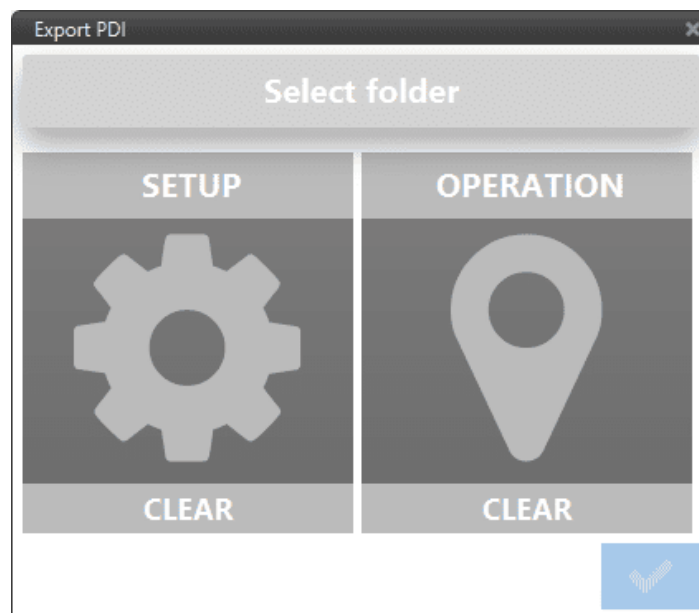 Export PDI
Select folder
SETUP
OPERATION
CLEAR
CLEAR